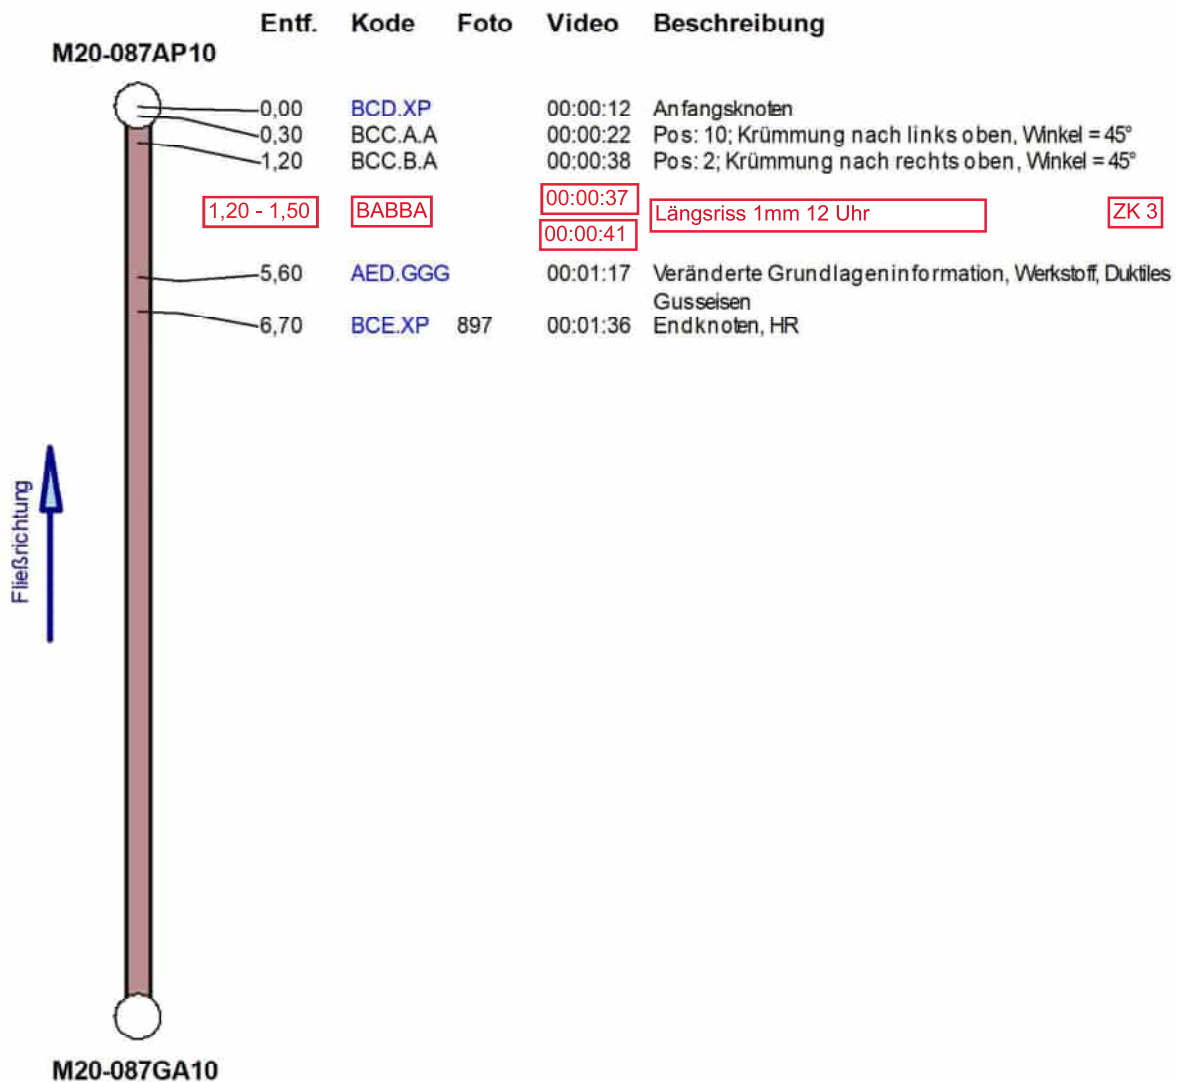 Entf. Kode Foto Video Beschreibung
M20-087AP10
0,00 BCD.XP 00:00:12 Anfangsknoten
0,30 BCC.A.A 00:00:22 Pos: 10; Krümmung nach links oben, Winkel = 45°
1,20 BCC.B.A 00:00:38 Pos: 2; Krümmung nach rechts oben, Winkel = 45°
1,20 - 1,50 BABBA 00:00:37 Längsriss 1mm 12 Uhr ZK 3
00:00:41
5,60 AED.GGG 00:01:17 Veränderte Grundlageninformation, Werkstoff, Duktiles
Gusseisen
6,70 BCE.XP 897 00:01:36 Endknoten, HR
Fließrichtung
M20-087GA10